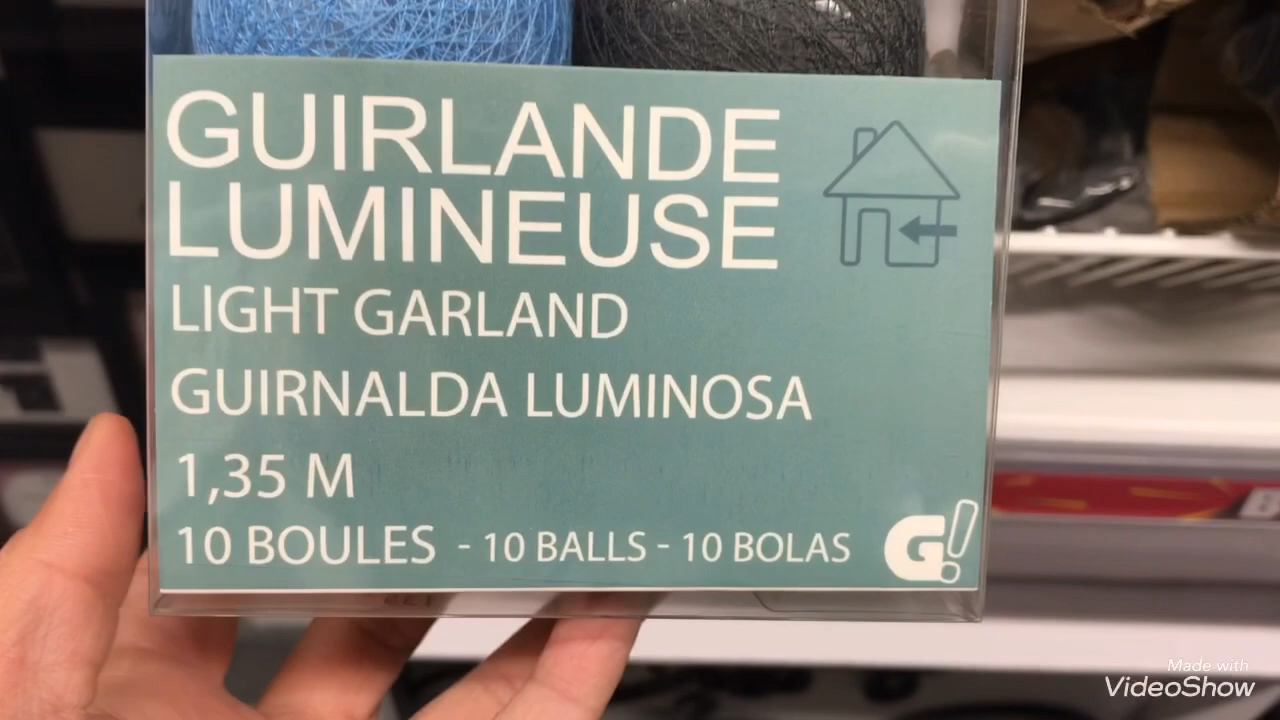 GUIRLANDE
LUMINEUSE
LIGHT GARLAND
GUIRNALDA LUMINOSA
1,35 M
10 BOULES - 10 BALLS - 10 BOLAS
G!
Made with
VideoShow